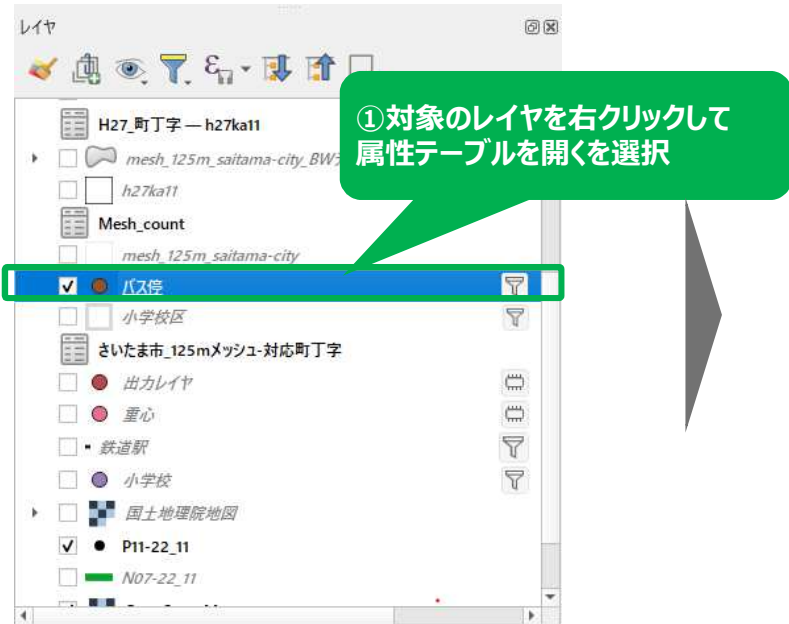 レイヤ
①対象のレイヤを右クリックして
属性テーブルを開くを選択
H27_町丁字 — h27ka11
mesh_125m_saitama-city_BW
h27ka11
Mesh_count
mesh_125m_saitama-city
バス停
小学校区
さいたま市_125mメッシュ-対応町丁字
出力レイヤ
重心
鉄道駅
小学校
国土地理院地図
P11-22_11
N07-22_11